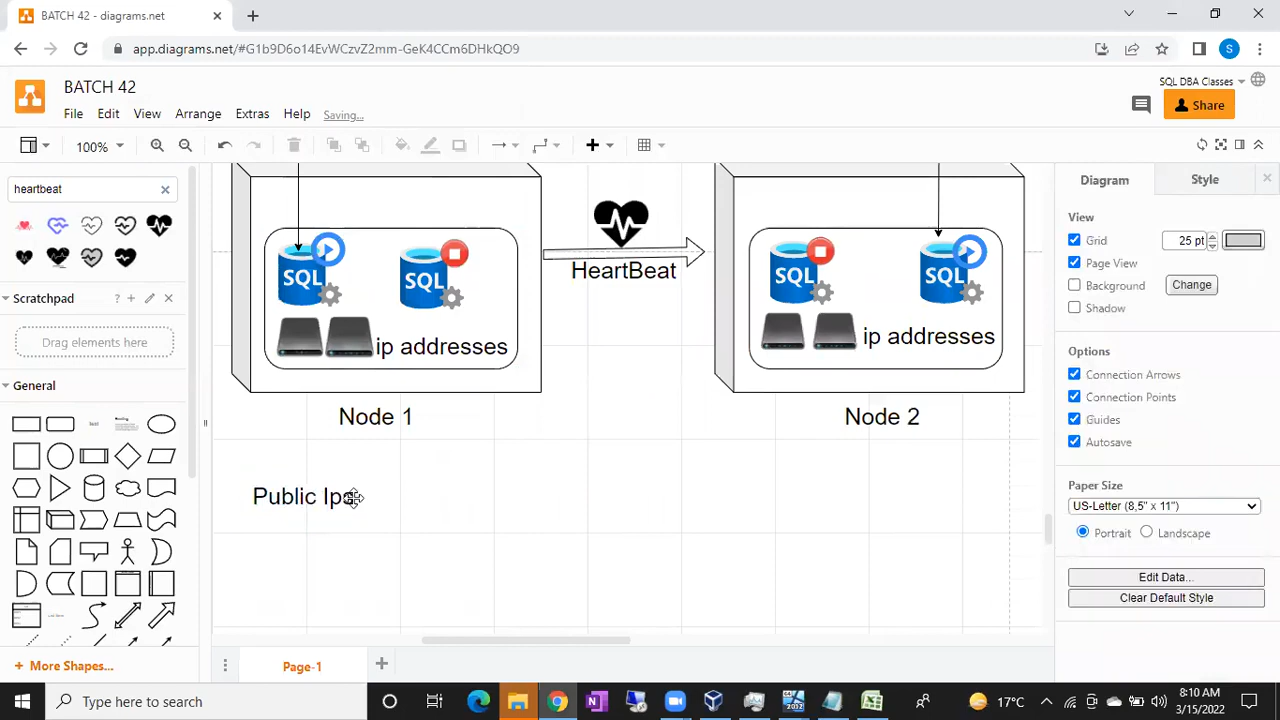 BATCH 42 - diagrams.net
app.diagrams.net/#G1b9D6o14EvWCzvZ2mm-GeK4CCm6DHkQO9
S
BATCH 42
SQL DBA Classes
File Edit View Arrange Extras Help Saving...
Share
100%
heartbeat
Scratchpad
Drag elements here
General
Text
More Shapes...
SQL SQL
ip addresses
Node 1
HeartBeat
SQL SQL
ip addresses
Node 2
Public Ips
Page-1
Diagram Style
View
Grid 25 pt
Page View
Background Change
Shadow
Options
Connection Arrows
Connection Points
Guides
Autosave
Paper Size
US-Letter (8,5" x 11")
Portrait Landscape
Edit Data...
Clear Default Style
Type here to search
17°C
8:10 AM
3/15/2022